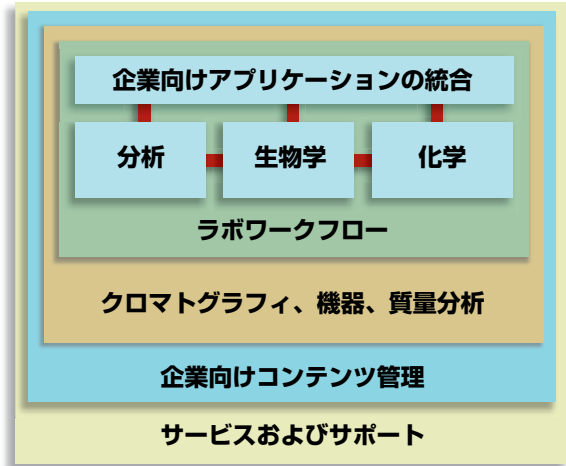 企業向けアプリケーションの統合
分析 生物学 化学
ラボワークフロー
クロマトグラフィ、機器、質量分析
企業向けコンテンツ管理
サービスおよびサポート